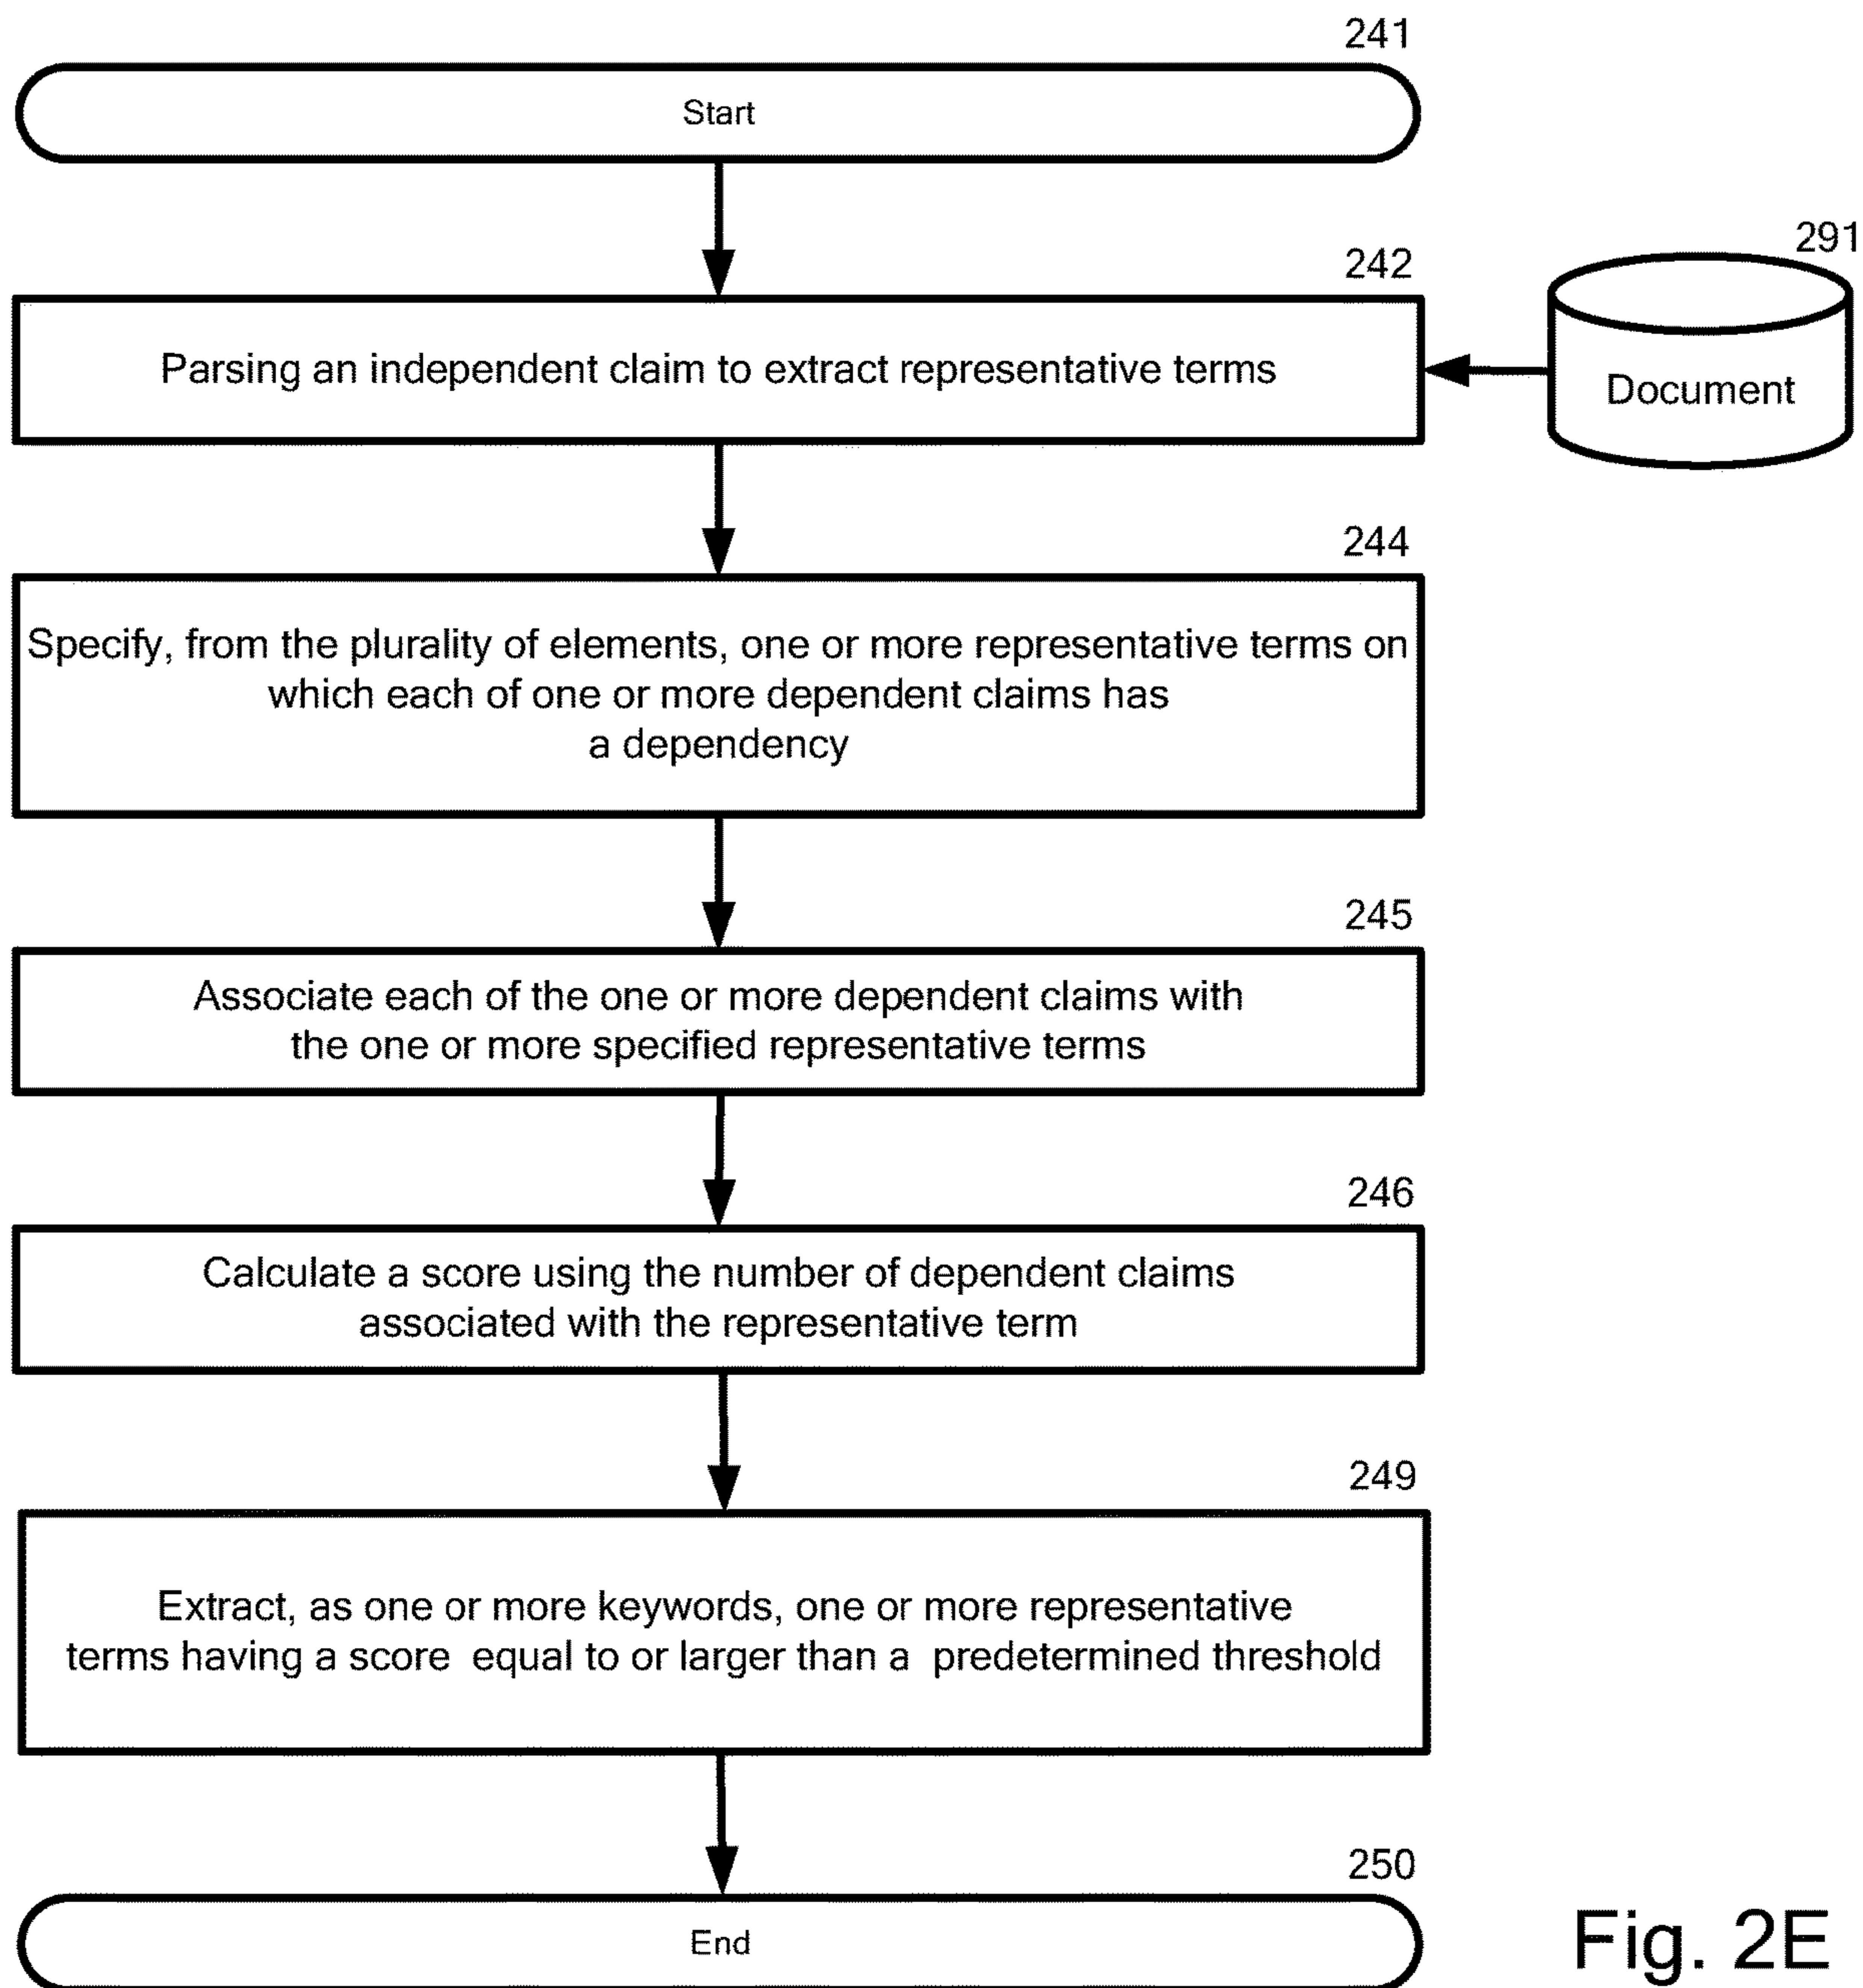 241
Start
291
242
Parsing an independent claim to extract representative terms
Document
244
Specify, from the plurality of elements, one or more representative terms on
which each of one or more dependent claims has
a dependency
245
Associate each of the one or more dependent claims with
the one or more specified representative terms
246
Calculate a score using the number of dependent claims
associated with the representative term
249
Extract, as one or more keywords, one or more representative
terms having a score equal to or larger than a predetermined threshold
250
End
Fig. 2E